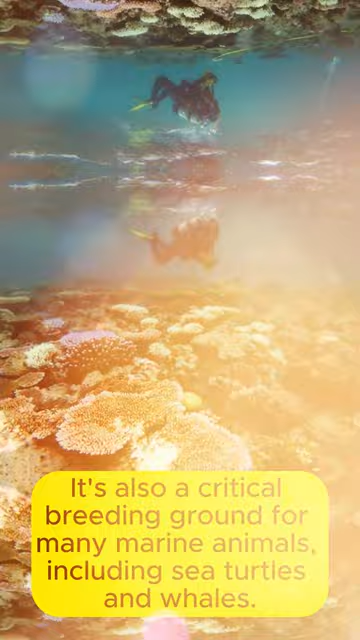 It's also a critical
breeding ground for
many marine animals,
including sea turtles
and whales.